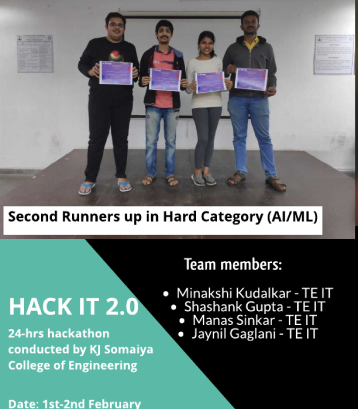 Second Runners up in Hard Category (AI/ML)
Team members:
• Minakshi Kudalkar - TE IT
• Shashank Gupta - TE IT
• Manas Sinkar - TE IT
• Jaynil Gaglani - TE IT
HACK IT 2.0
24-hrs hackathon
conducted by KJ Somaiya
College of Engineering
Date: 1st-2nd February